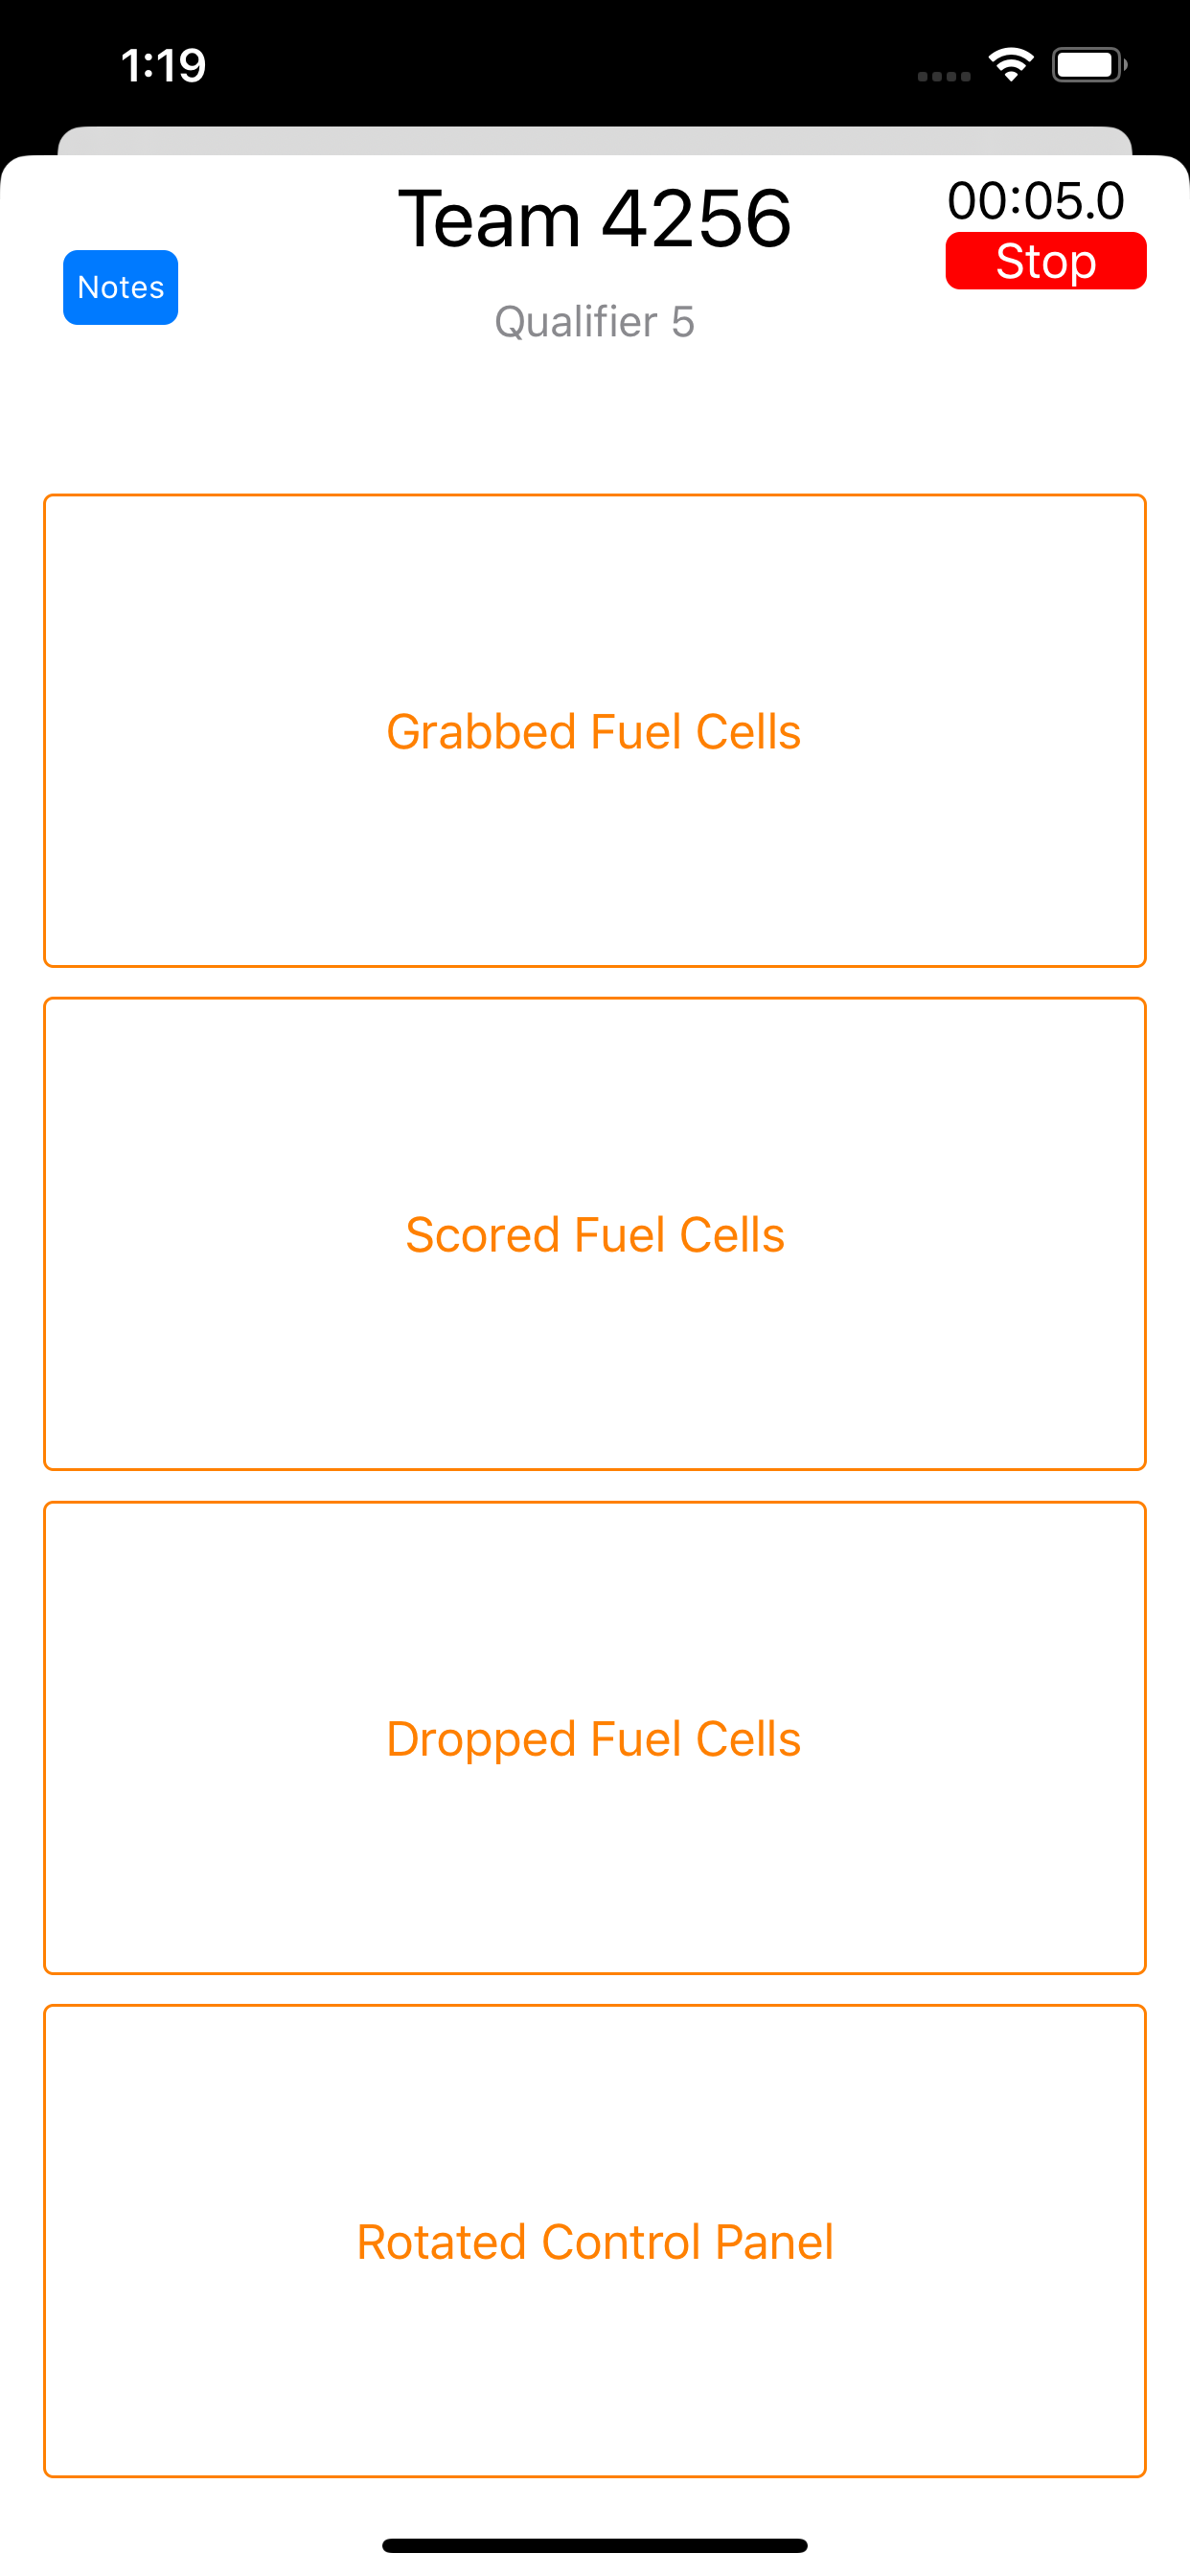 1:19
Team 4256
00:05.0
Stop
Notes
Qualifier 5
Grabbed Fuel Cells
Scored Fuel Cells
Dropped Fuel Cells
Rotated Control Panel